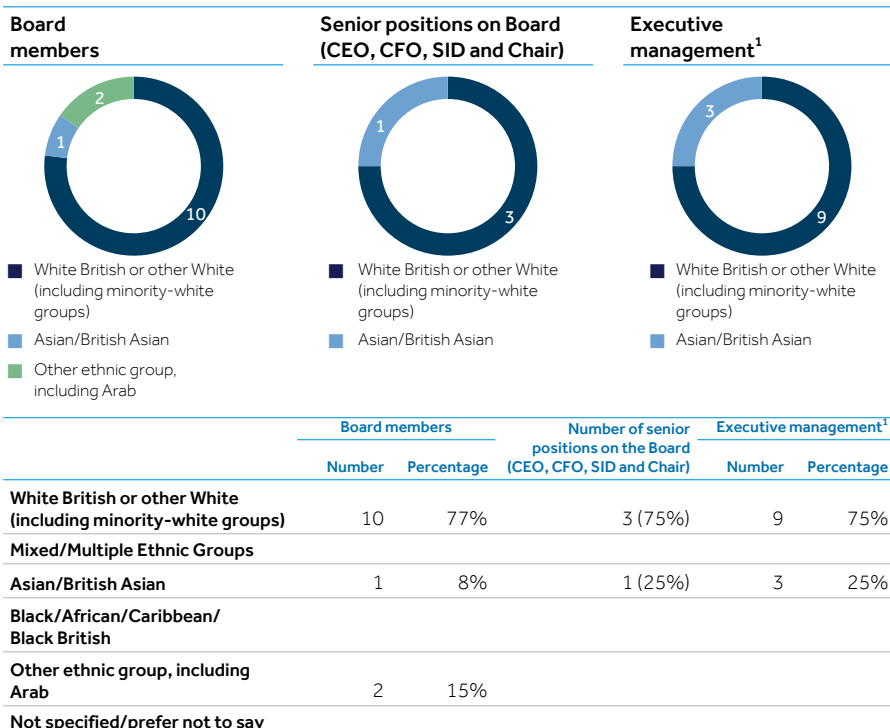 Board
members
Senior positions on Board
(CEO, CFO, SID and Chair)
Executive
management¹
2
1
10
1
3
3
9
White British or other White
(including minority-white
groups)
Asian/British Asian
Other ethnic group,
including Arab
White British or other White
(including minority-white
groups)
Asian/British Asian
White British or other White
(including minority-white
groups)
Asian/British Asian
Board members
Number of senior
positions on the Board
(CEO, CFO, SID and Chair)
Executive management¹
Number Percentage Number Percentage
White British or other White
(including minority-white groups) 10 77% 3 (75%) 9 75%
Mixed/Multiple Ethnic Groups
Asian/British Asian 1 8% 1 (25%) 3 25%
Black/African/Caribbean/
Black British
Other ethnic group, including
Arab 2 15%
Not specified/prefer not to say